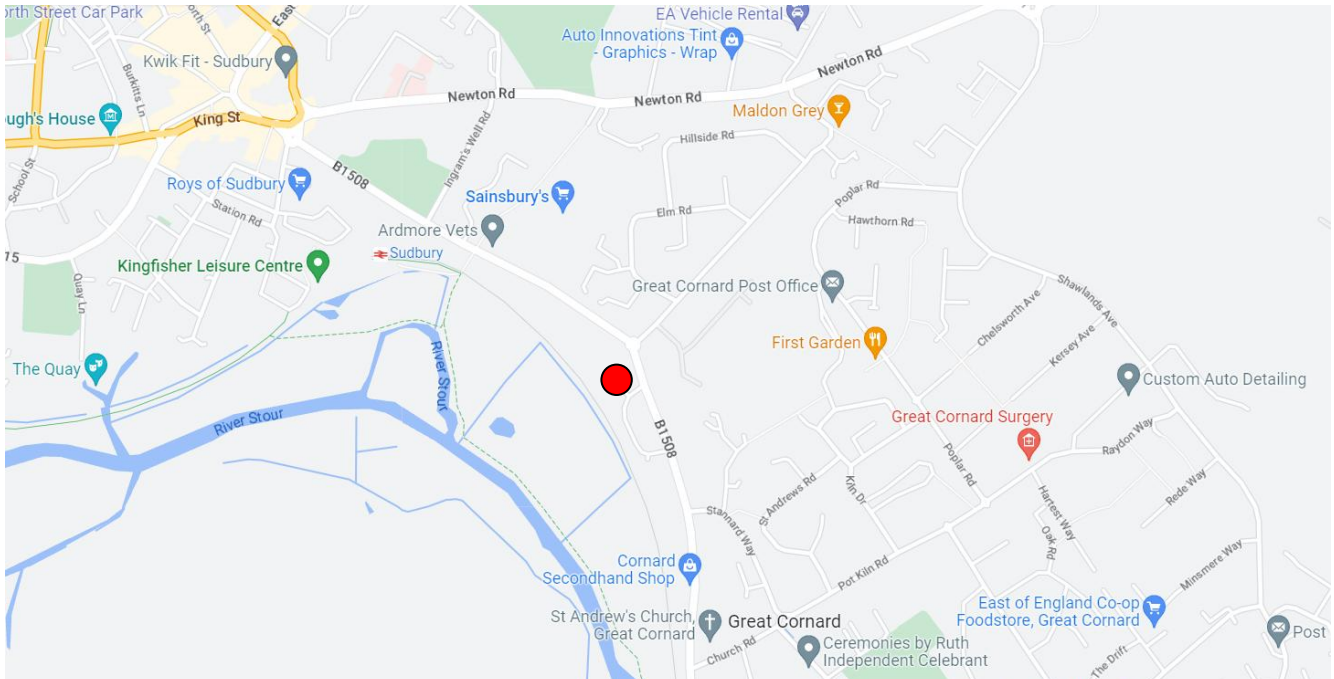 orth Street Car Park
EA Vehicle Rental
Auto Innovations Tint
- Graphics - Wrap
Kwik Fit - Sudbury
Burkitts Ln
Newton Rd
Newton Rd
Newton Rd
ugh's House
King St
Maldon Grey
Hillside Rd
Ingram's Well Rd
School St
B1508
Roys of Sudbury
Station Rd
Sainsbury's
Elm Rd
Poplar Rd
Hawthorn Rd
Ardmore Vets
Sudbury
15
Kingfisher Leisure Centre
Quay Ln
Great Cornard Post Office
Shawlands Ave
Chelsworth Ave
Kersey Ave
First Garden
The Quay
River Stour
River Stour
Custom Auto Detailing
Great Cornard Surgery
B1508
Raydon Way
Poplar Rd
Kiln Dr
St Andrews Rd
Rede Way
Hartest Way
Stannard Way
Oak Rd
Minsmere Way
Pot Kiln Rd
Cornard
Secondhand Shop
East of England Co-op
Foodstore, Great Cornard
St Andrew's Church,
Great Cornard
Great Cornard
Church Rd
Ceremonies by Ruth
Independent Celebrant
The Drift
Post